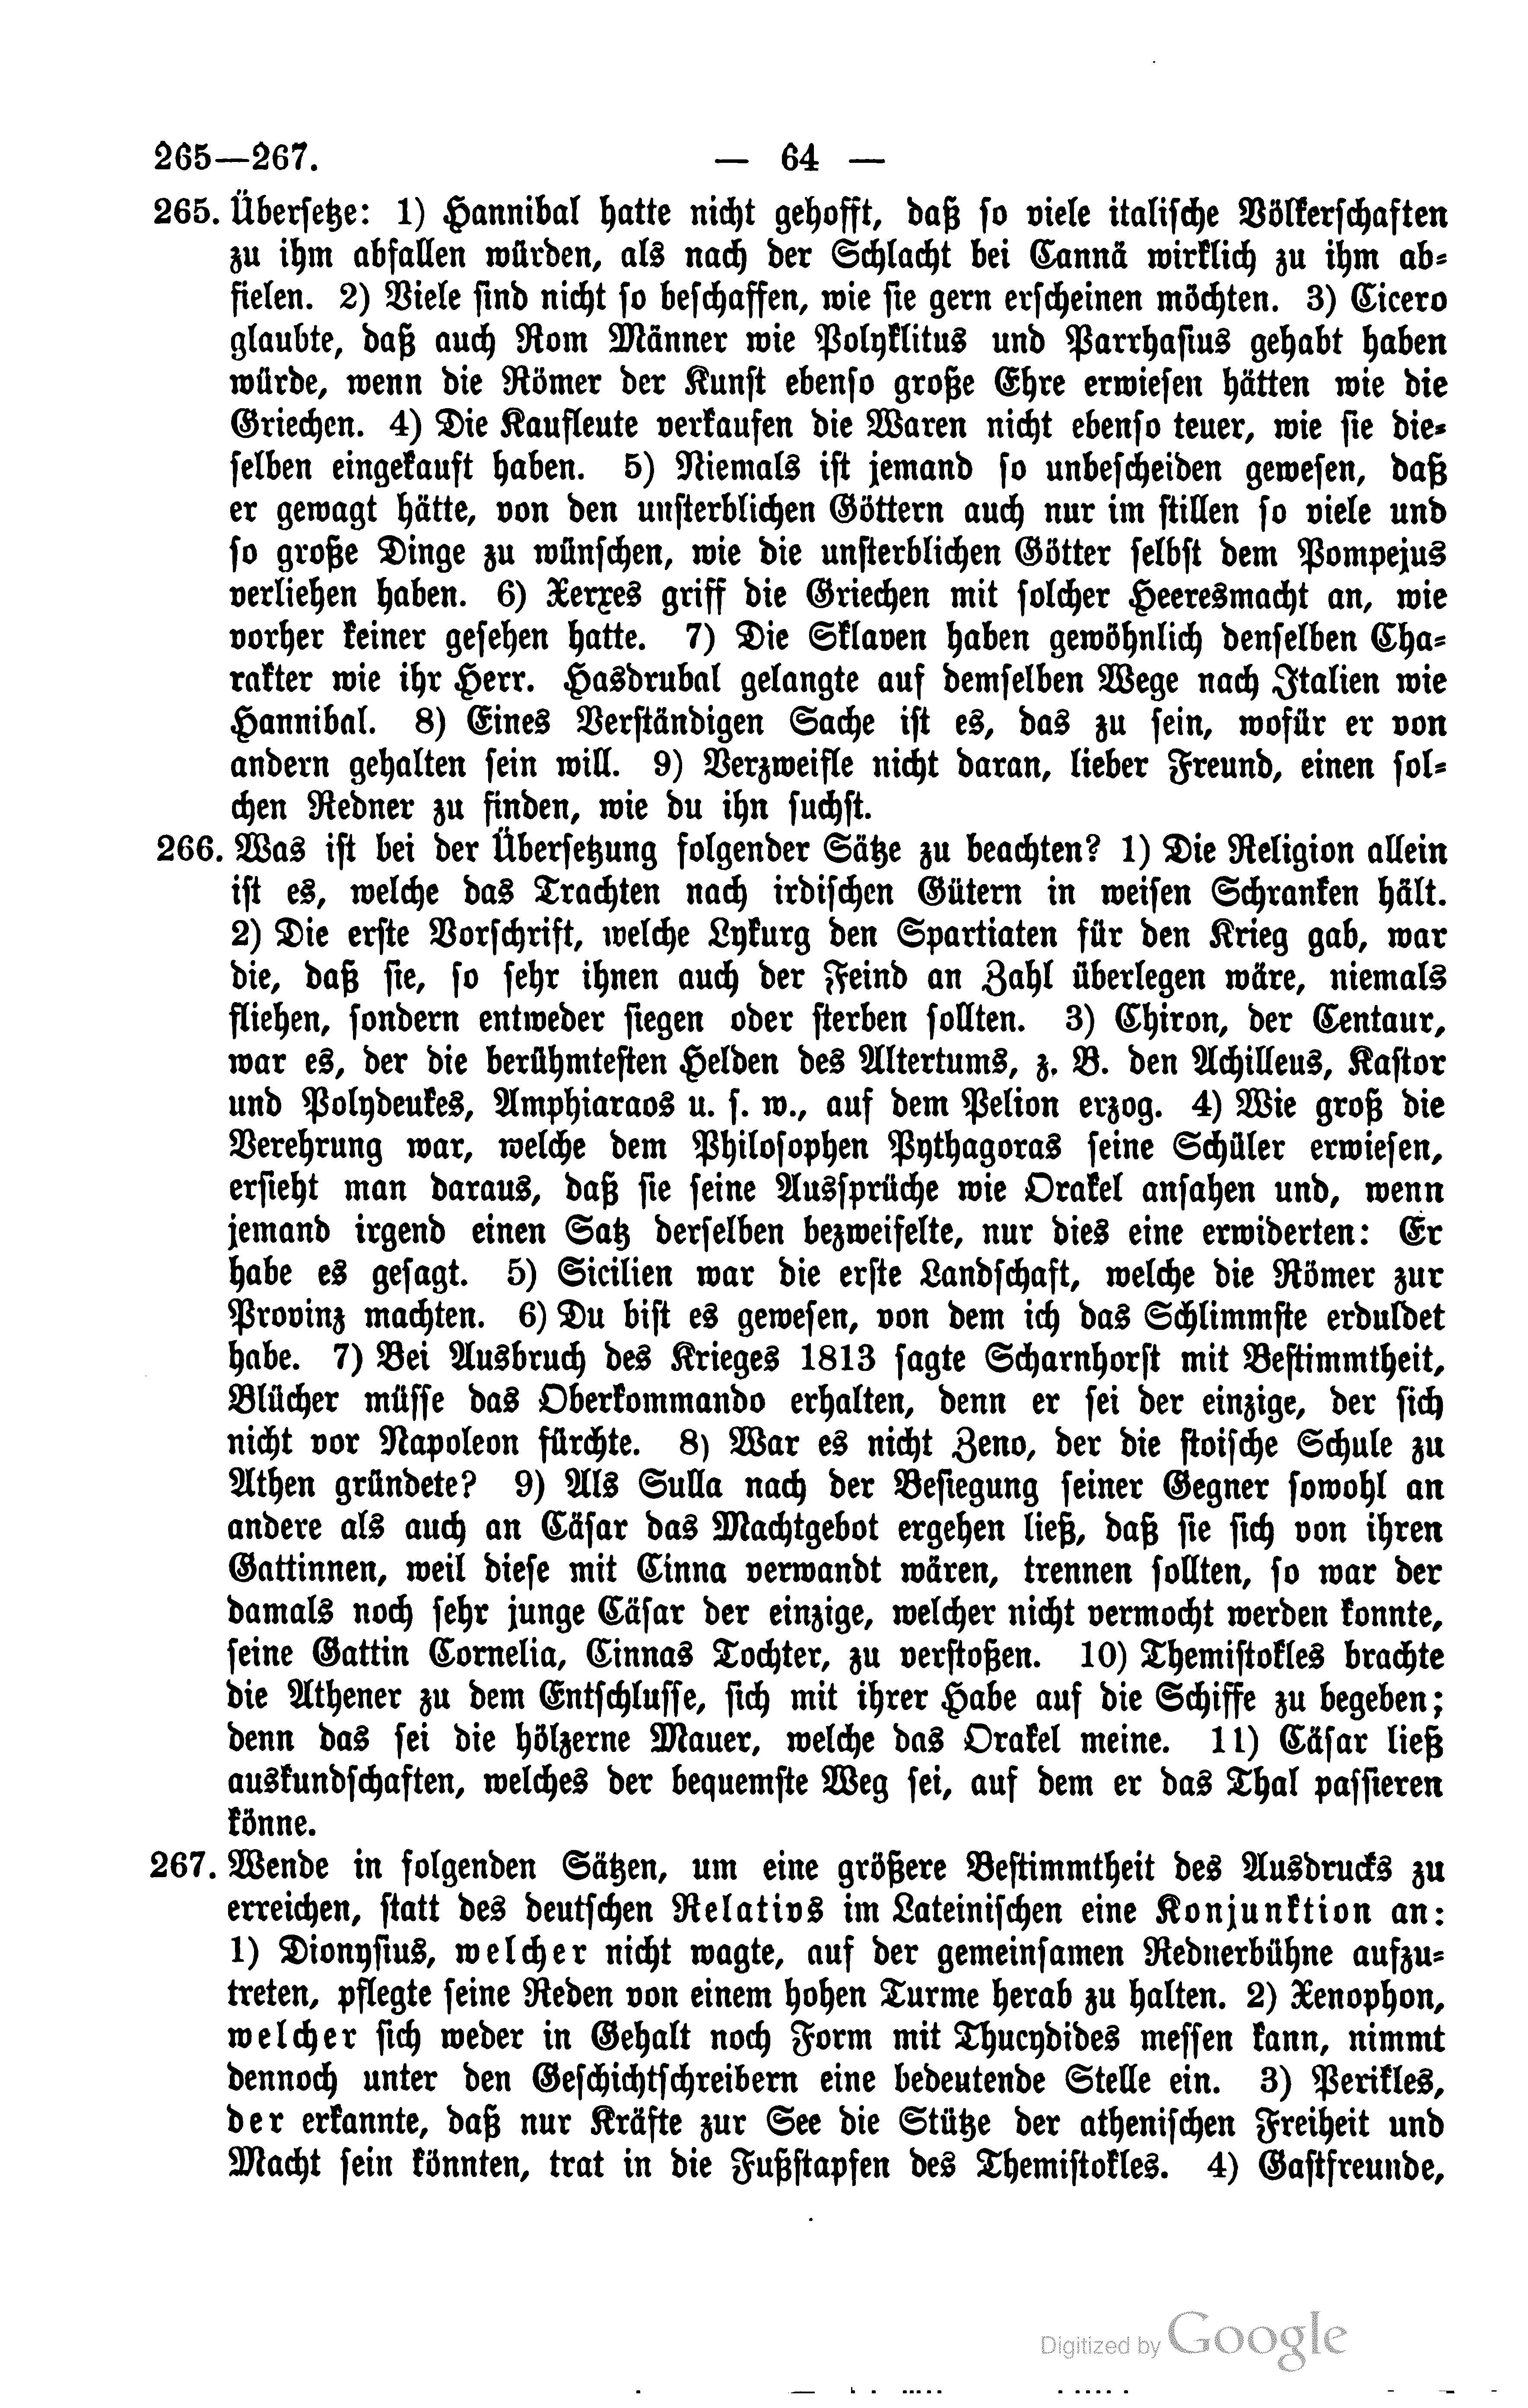 265—267.
— 64 —
265. Übersetze: 1) Hannibal hatte nicht gehofft, daß so viele italische Völkerschaften
zu ihm abfallen würden, als nach der Schlacht bei Cannä wirklich zu ihm ab-
fielen. 2) Viele sind nicht so beschaffen, wie sie gern erscheinen möchten. 3) Cicero
glaubte, daß auch Rom Männer wie Polyklitus und Parrhasius gehabt haben
würde, wenn die Römer der Kunst ebenso große Ehre erwiesen hätten wie die
Griechen. 4) Die Kaufleute verkaufen die Waren nicht ebenso teuer, wie sie die-
selben eingekauft haben. 5) Niemals ist jemand so unbescheiden gewesen, daß
er gewagt hätte, von den unsterblichen Göttern auch nur im stillen so viele und
so große Dinge zu wünschen, wie die unsterblichen Götter selbst dem Pompejus
verliehen haben. 6) Xerxes griff die Griechen mit solcher Heeresmacht an, wie
vorher keiner gesehen hatte. 7) Die Sklaven haben gewöhnlich denselben Cha-
rakter wie ihr Herr. Hasdrubal gelangte auf demselben Wege nach Italien wie
Hannibal. 8) Eines Verständigen Sache ist es, das zu sein, wofür er von
andern gehalten sein will. 9) Verzweifle nicht daran, lieber Freund, einen sol-
chen Redner zu finden, wie du ihn suchst.
266. Was ist bei der Übersetzung folgender Sätze zu beachten? 1) Die Religion allein
ist es, welche das Trachten nach irdischen Gütern in weisen Schranken hält.
2) Die erste Vorschrift, welche Lykurg den Spartiaten für den Krieg gab, war
die, daß sie, so sehr ihnen auch der Feind an Zahl überlegen wäre, niemals
fliehen, sondern entweder siegen oder sterben sollten. 3) Chiron, der Centaur,
war es, der die berühmtesten Helden des Altertums, z. B. den Achilleus, Kastor
und Polydeukes, Amphiaraos u. s. w., auf dem Pelion erzog. 4) Wie groß die
Verehrung war, welche dem Philosophen Pythagoras seine Schüler erwiesen,
ersieht man daraus, daß sie seine Aussprüche wie Orakel ansahen und, wenn
jemand irgend einen Satz derselben bezweifelte, nur dies eine erwiderten: Er
habe es gesagt. 5) Sicilien war die erste Landschaft, welche die Römer zur
Provinz machten. 6) Du bist es gewesen, von dem ich das Schlimmste erduldet
habe. 7) Bei Ausbruch des Krieges 1813 sagte Scharnhorst mit Bestimmtheit,
Blücher müsse das Oberkommando erhalten, denn er sei der einzige, der sich
nicht vor Napoleon fürchte. 8) War es nicht Zeno, der die stoische Schule zu
Athen gründete? 9) Als Sulla nach der Besiegung seiner Gegner sowohl an
andere als auch an Cäsar das Machtgebot ergehen ließ, daß sie sich von ihren
Gattinnen, weil diese mit Cinna verwandt wären, trennen sollten, so war der
damals noch sehr junge Cäsar der einzige, welcher nicht vermocht werden konnte,
seine Gattin Cornelia, Cinnas Tochter, zu verstoßen. 10) Themistokles brachte
die Athener zu dem Entschlusse, sich mit ihrer Habe auf die Schiffe zu begeben;
denn das sei die hölzerne Mauer, welche das Orakel meine. 11) Cäsar ließ
auskundschaften, welches der bequemste Weg sei, auf dem er das Thal passieren
könne.
267. Wende in folgenden Sätzen, um eine größere Bestimmtheit des Ausdrucks zu
erreichen, statt des deutschen Relativs im Lateinischen eine Konjunktion an:
1) Dionysius, welcher nicht wagte, auf der gemeinsamen Rednerbühne aufzu-
treten, pflegte seine Reden von einem hohen Turme herab zu halten. 2) Xenophon,
welcher sich weder in Gehalt noch Form mit Thucydides messen kann, nimmt
dennoch unter den Geschichtschreibern eine bedeutende Stelle ein. 3) Perikles,
der erkannte, daß nur Kräfte zur See die Stütze der athenischen Freiheit und
Macht sein könnten, trat in die Fußstapfen des Themistokles. 4) Gastfreunde,
Digitized by Google